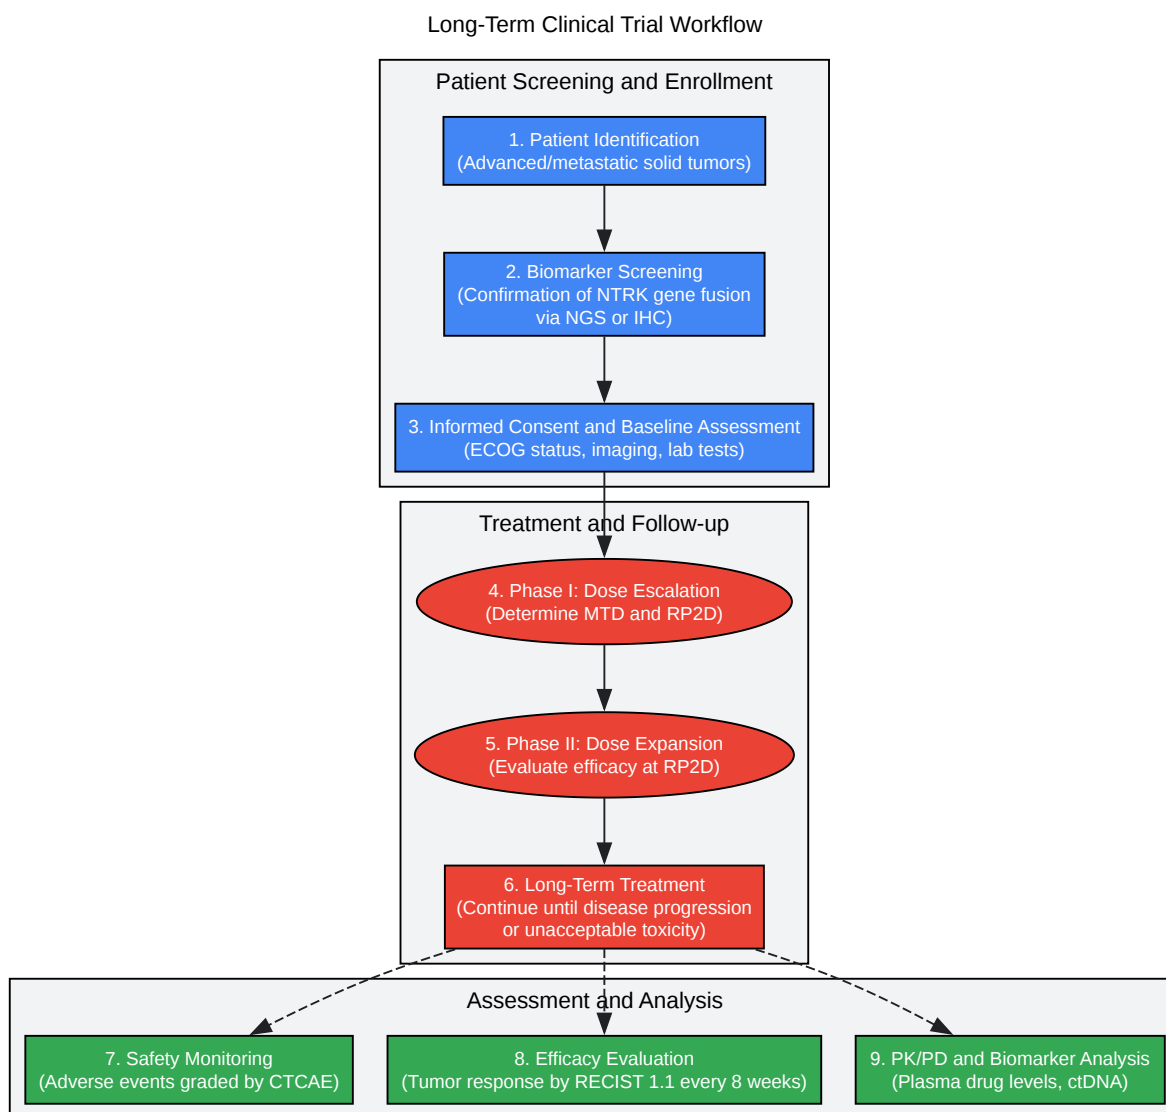 Long-Term Clinical Trial Workflow
Patient Screening and Enrollment
1. Patient Identification
(Advanced/metastatic solid tumors)
2. Biomarker Screening
(Confirmation of NTRK gene fusion
via NGS or IHC)
3. Informed Consent and Baseline Assessment
(ECOG status, imaging, lab tests)
Treatment and Follow-up
4. Phase I: Dose Escalation
(Determine MTD and RP2D)
5. Phase II: Dose Expansion
(Evaluate efficacy at RP2D)
6. Long-Term Treatment
(Continue until disease progression
or unacceptable toxicity)
Assessment and Analysis
7. Safety Monitoring
(Adverse events graded by CTCAE)
8. Efficacy Evaluation
(Tumor response by RECIST 1.1 every 8 weeks)
9. PK/PD and Biomarker Analysis
(Plasma drug levels, ctDNA)